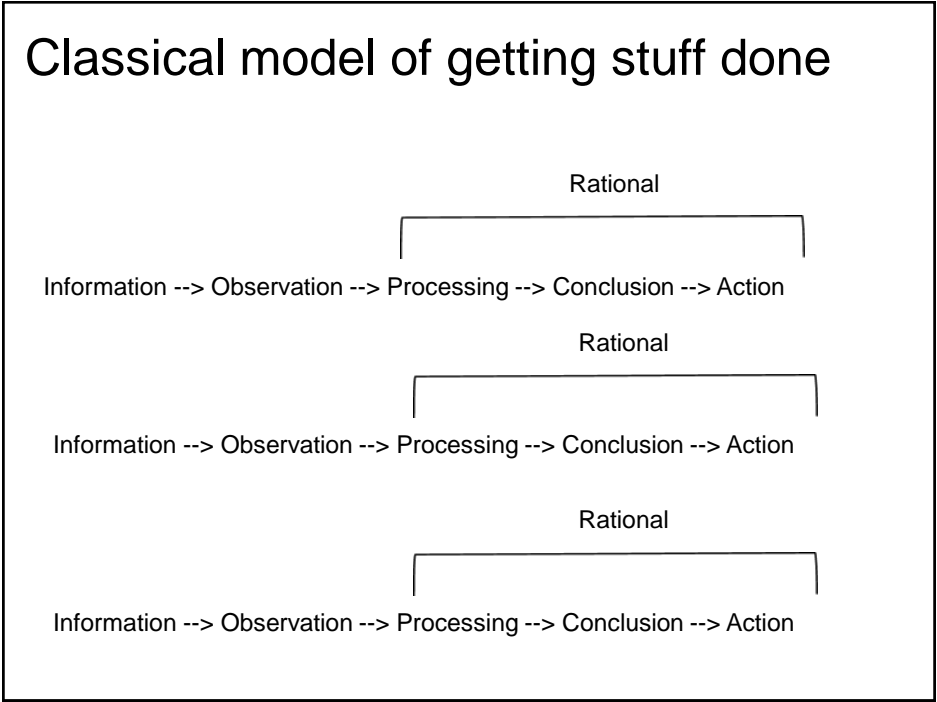 Classical model of getting stuff done
Rational
Information --> Observation --> Processing --> Conclusion --> Action
Rational
Information --> Observation --> Processing --> Conclusion --> Action
Rational
Information --> Observation --> Processing --> Conclusion --> Action